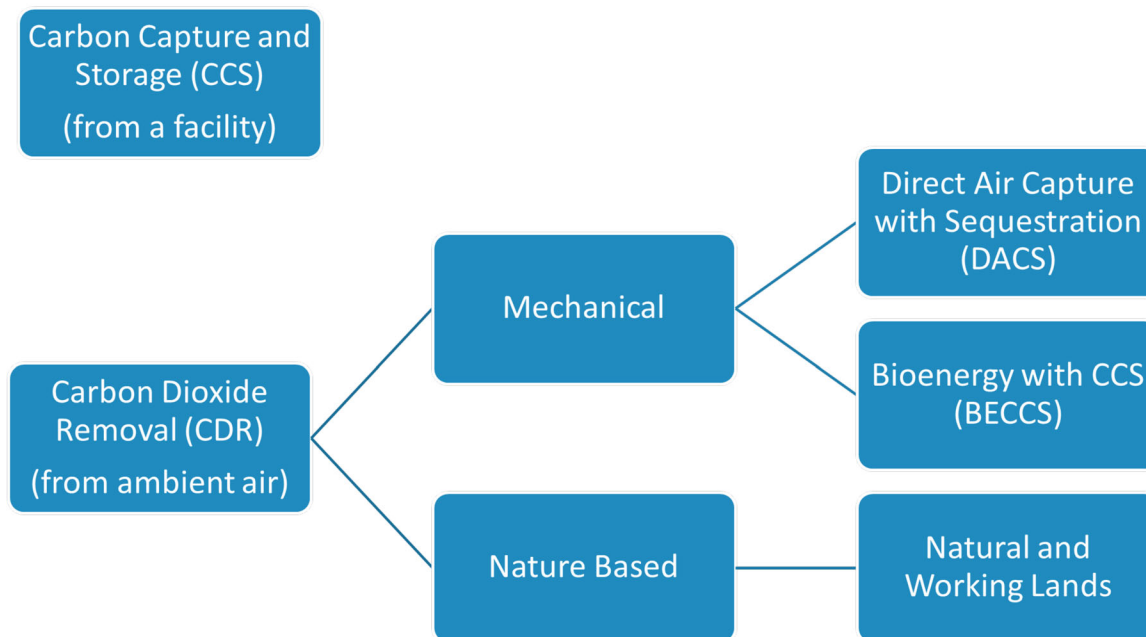 Carbon Capture and
Storage (CCS)
(from a facility)
Carbon Dioxide
Removal (CDR)
(from ambient air)
Mechanical
Nature Based
Direct Air Capture
with Sequestration
(DACS)
Bioenergy with CCS
(BECCS)
Natural and
Working Lands